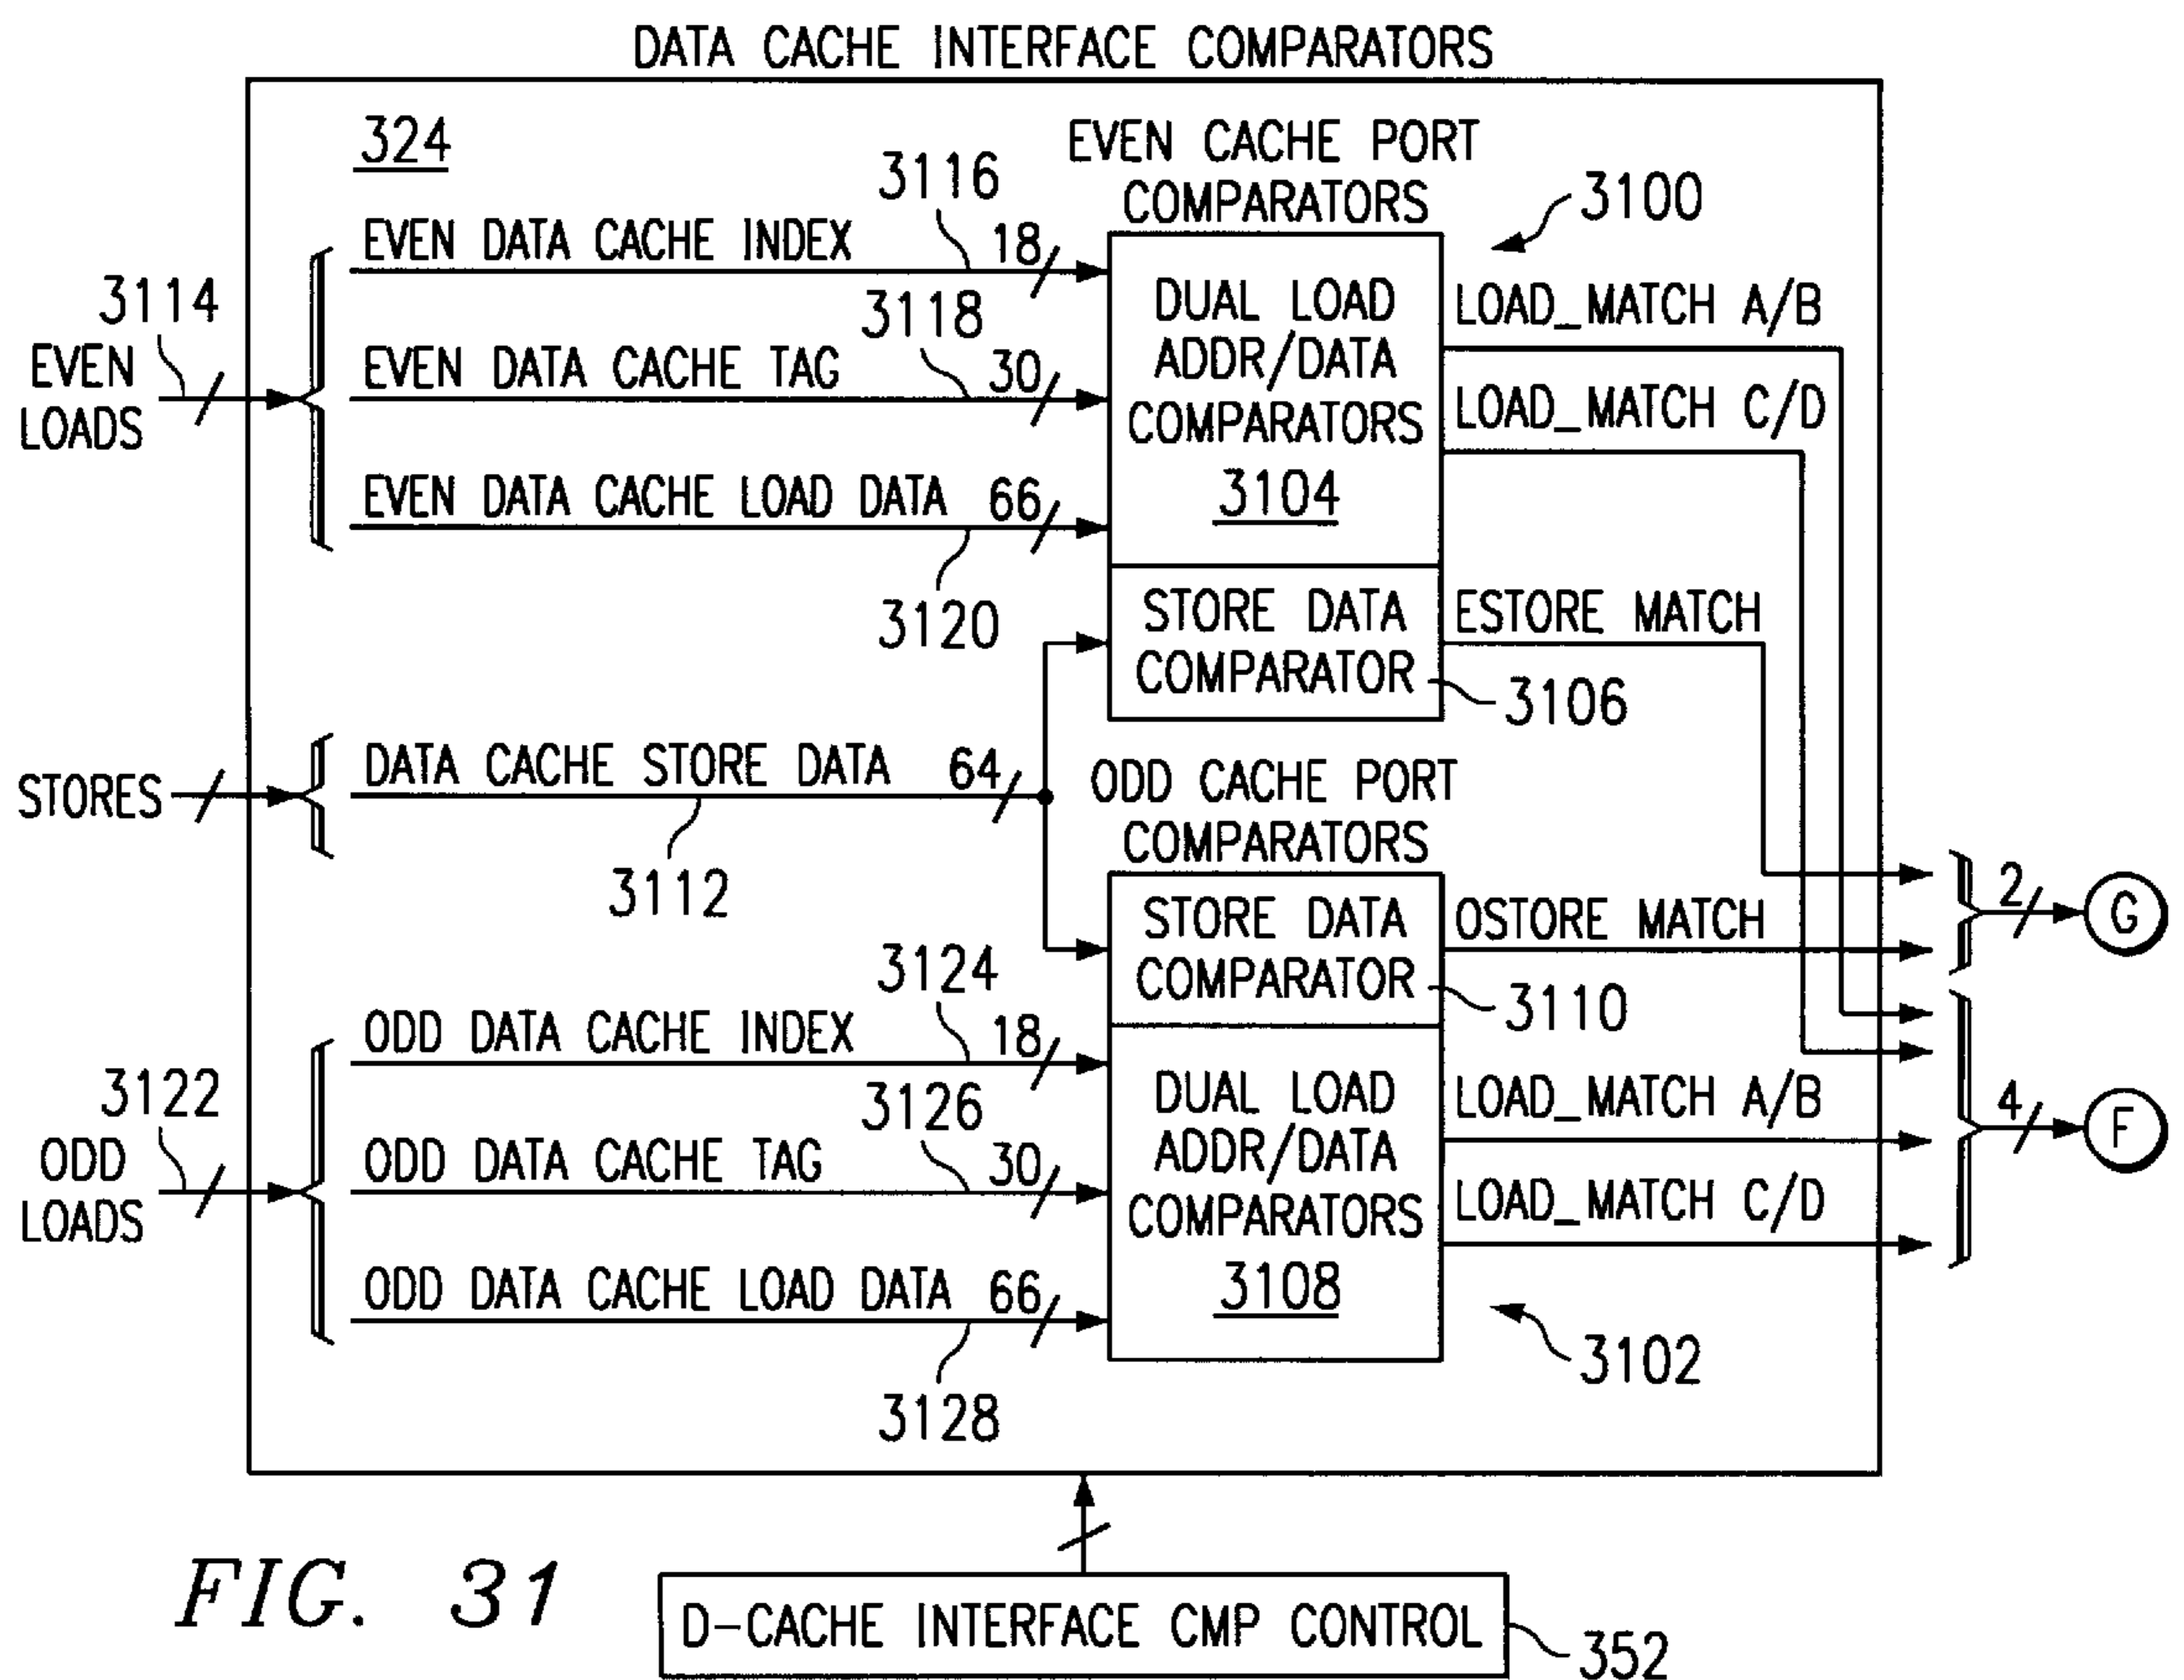 DATA CACHE INTERFACE COMPARATORS
324
EVEN CACHE PORT
COMPARATORS
3100
3116
EVEN DATA CACHE INDEX 18
3114
EVEN
LOADS
3118
EVEN DATA CACHE TAG 30
EVEN DATA CACHE LOAD DATA 66
3120
DUAL LOAD
ADDR/DATA
COMPARATORS
3104
LOAD_MATCH A/B
LOAD_MATCH C/D
STORE DATA
COMPARATOR
ESTORE MATCH
3106
STORES
DATA CACHE STORE DATA 64
3112
ODD CACHE PORT
COMPARATORS
STORE DATA
COMPARATOR
OSTORE MATCH
3110
2
G
3124
ODD DATA CACHE INDEX 18
3122
ODD
LOADS
3126
ODD DATA CACHE TAG 30
ODD DATA CACHE LOAD DATA 66
3128
DUAL LOAD
ADDR/DATA
COMPARATORS
3108
LOAD_MATCH A/B
LOAD_MATCH C/D
4
F
3102
FIG. 31
D-CACHE INTERFACE CMP CONTROL
352